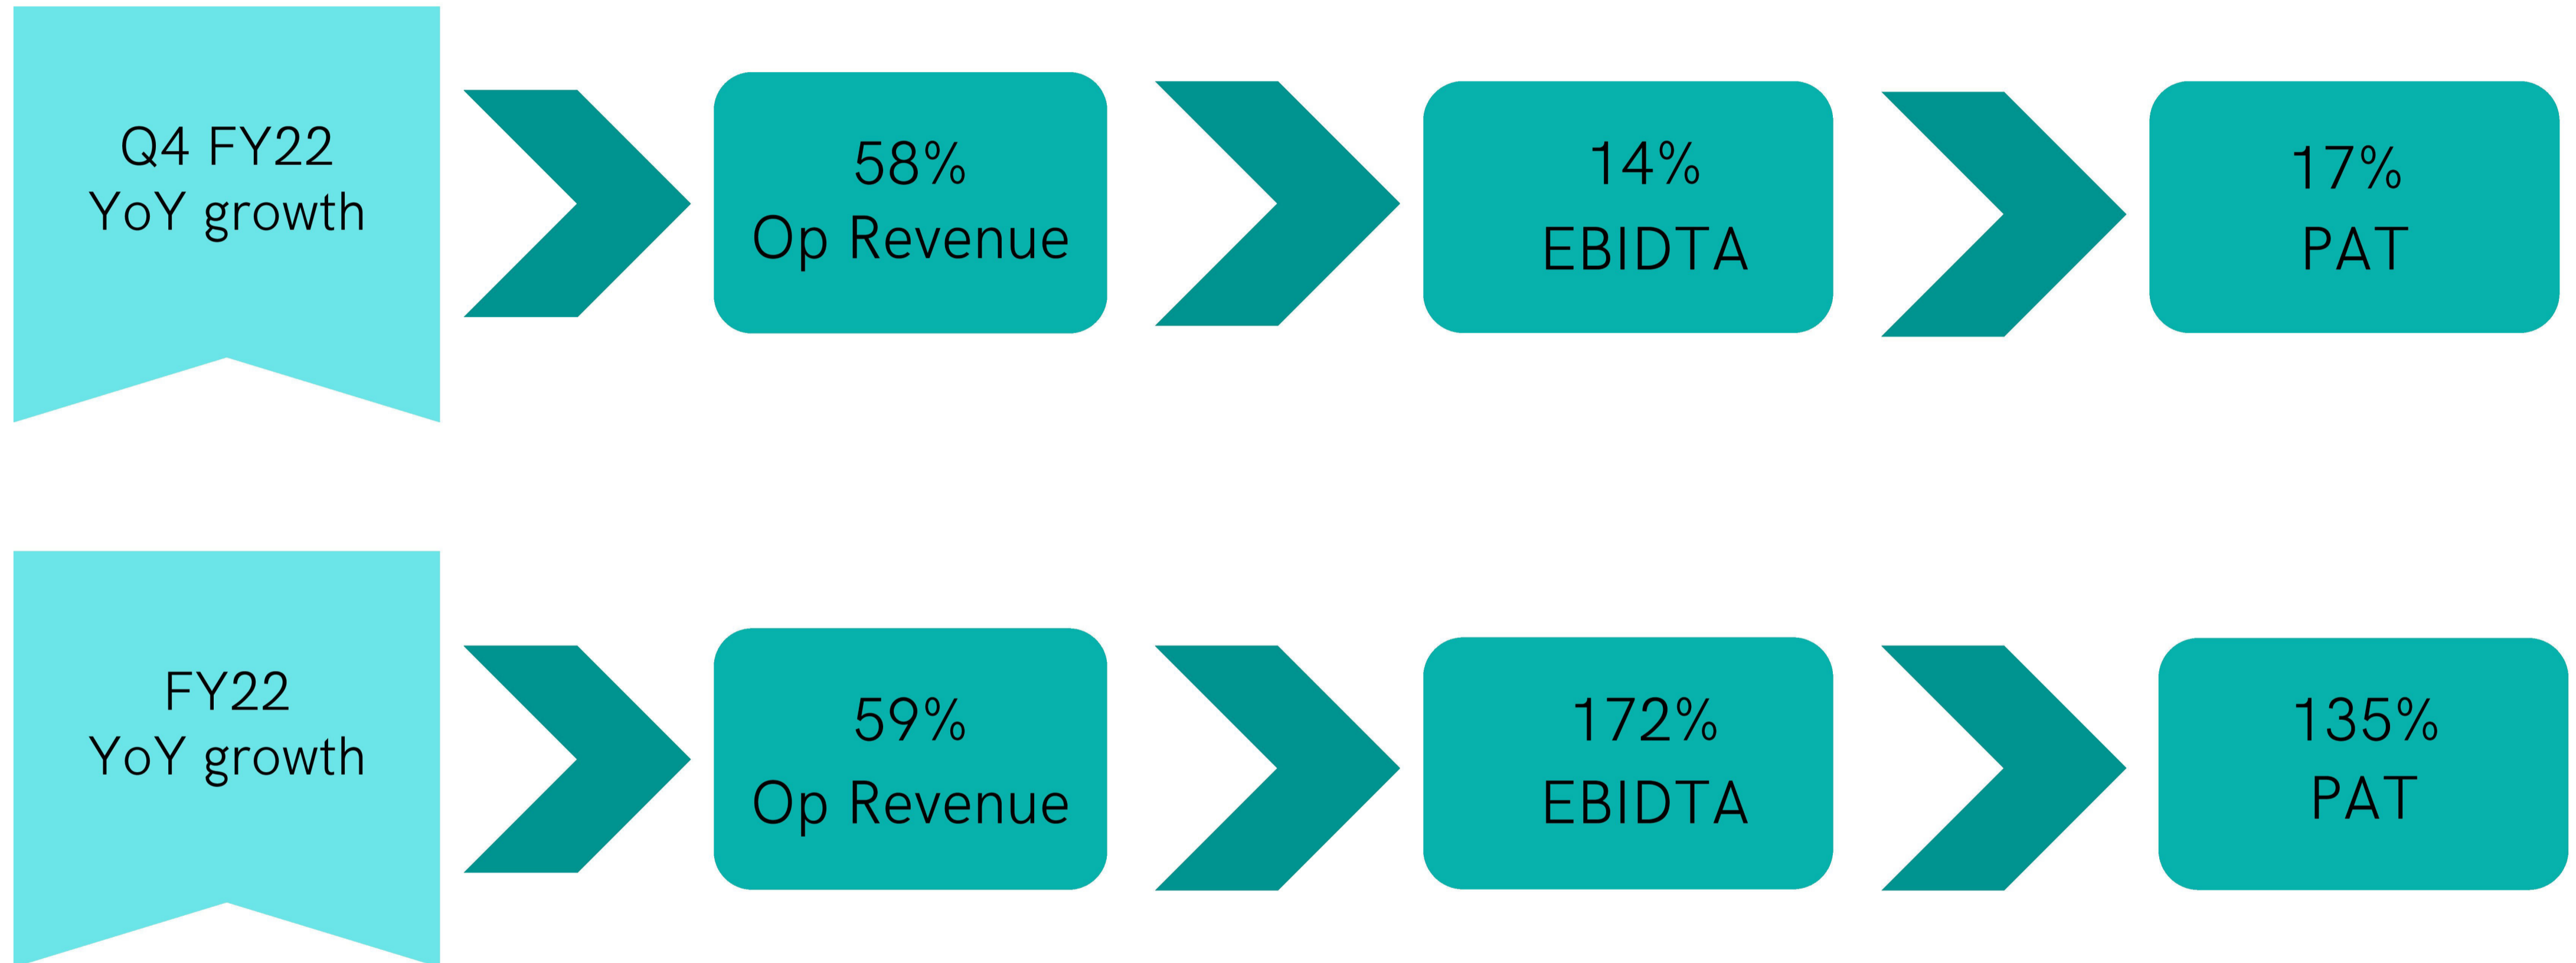 Q4 FY22
YoY growth
58%
Op Revenue
14%
EBIDTA
17%
PAT
FY22
YoY growth
59%
Op Revenue
172%
EBIDTA
135%
PAT